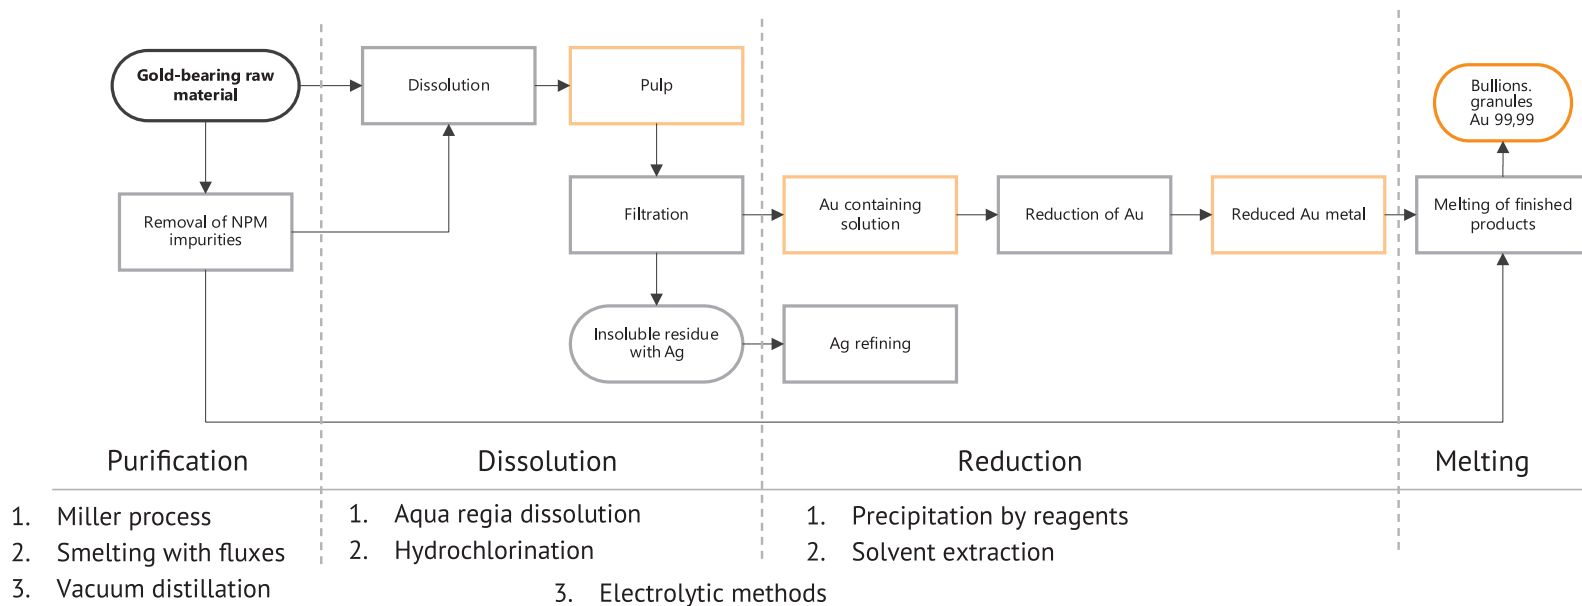 Gold-bearing raw
material
Dissolution
Pulp
Bullions.
granules
Au 99,99
Removal of NPM
impurities
Filtration
Au containing
solution
Reduction of Au
Reduced Au metal
Melting of finished
products
Insoluble residue
with Ag
Ag refining
Purification
Dissolution
Reduction
Melting
1. Miller process
2. Smelting with fluxes
3. Vacuum distillation
1. Aqua regia dissolution
2. Hydrochlorination
1. Precipitation by reagents
2. Solvent extraction
3. Electrolytic methods